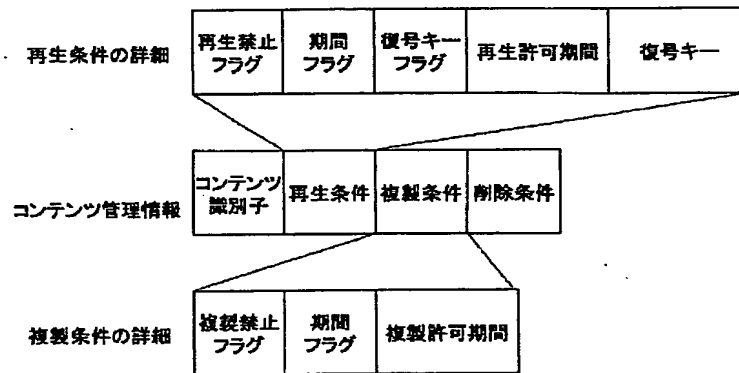 再生条件の詳細
再生禁止
フラグ
期間
フラグ
復号キー
フラグ
再生許可期間
復号キー
コンテンツ管理情報
コンテンツ
識別子
再生条件
複製条件
削除条件
複製条件の詳細
複製禁止
フラグ
期間
フラグ
複製許可期間